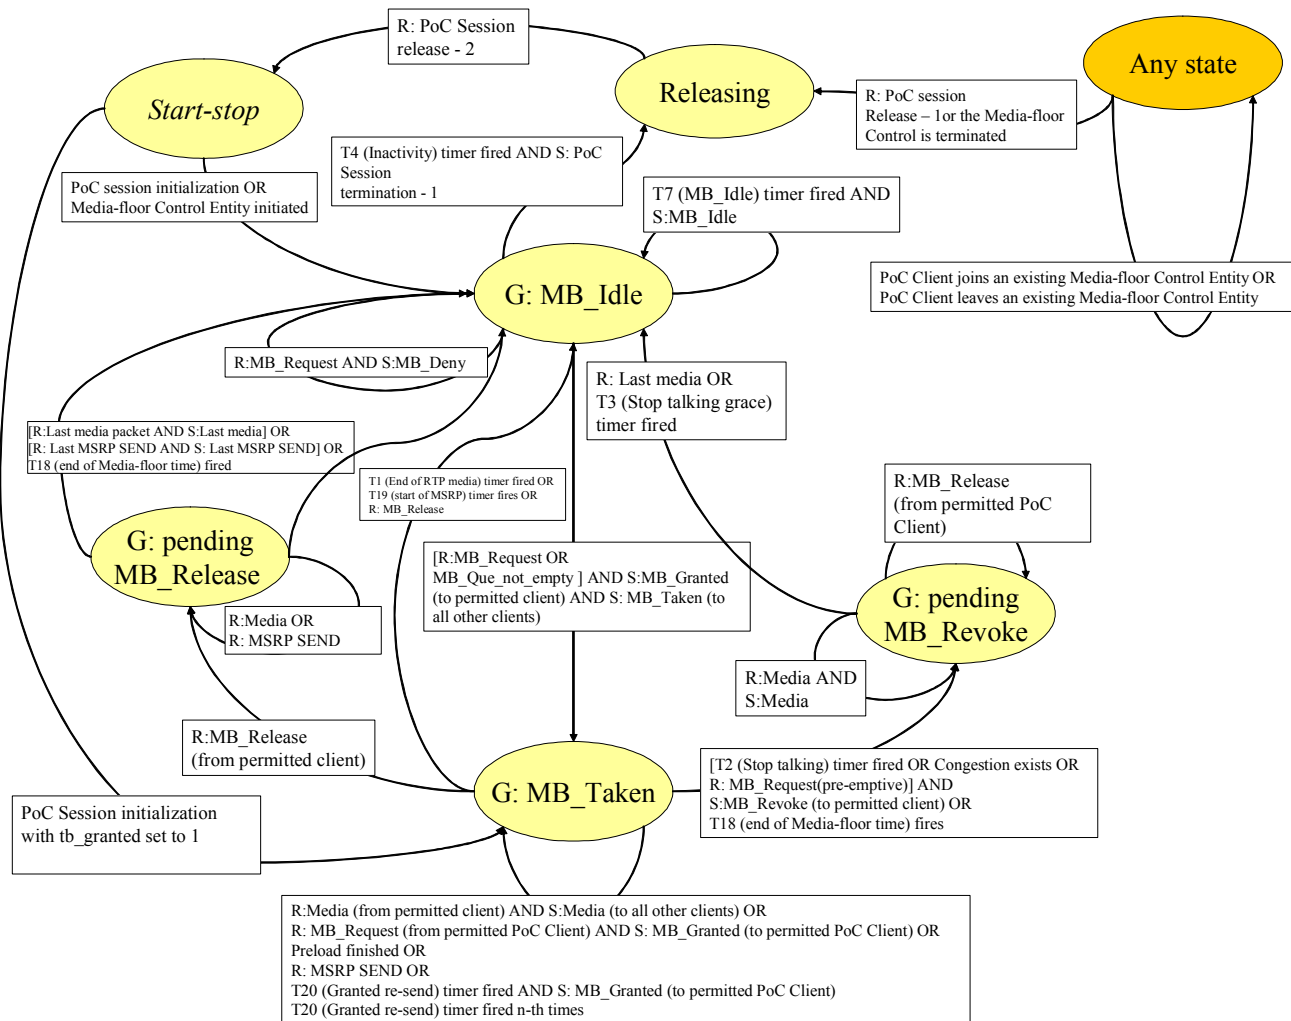 R: PoC Session
release - 2
Any state
Start-stop
Releasing
R: PoC session
Release – 1or the Media-floor
Control is terminated
T4 (Inactivity) timer fired AND S: PoC
Session
termination - 1
PoC session initialization OR
Media-floor Control Entity initiated
T7 (MB_Idle) timer fired AND
S:MB_Idle
PoC Client joins an existing Media-floor Control Entity OR
PoC Client leaves an existing Media-floor Control Entity
G: MB_Idle
R:MB_Request AND S:MB_Deny
R: Last media OR
T3 (Stop talking grace)
timer fired
[R:Last media packet AND S:Last media] OR
[R: Last MSRP SEND AND S: Last MSRP SEND] OR
T18 (end of Media-floor time) fired
T1 (End of RTP media) timer fired OR
T19 (start of MSRP) timer fires OR
R: MB_Release
R:MB_Release
(from permitted PoC
Client)
G: pending
MB_Release
[R:MB_Request OR
MB_Que_not_empty ] AND S:MB_Granted
(to permitted client) AND S: MB_Taken (to
all other clients)
G: pending
MB_Revoke
R:Media OR
R: MSRP SEND
R:Media AND
S:Media
R:MB_Release
(from permitted client)
G: MB_Taken
[T2 (Stop talking) timer fired OR Congestion exists OR
R: MB_Request(pre-emptive)] AND
S:MB_Revoke (to permitted client) OR
T18 (end of Media-floor time) fires
PoC Session initialization
with tb_granted set to 1
R:Media (from permitted client) AND S:Media (to all other clients) OR
R: MB_Request (from permitted PoC Client) AND S: MB_Granted (to permitted PoC Client) OR
Preload finished OR
R: MSRP SEND OR
T20 (Granted re-send) timer fired AND S: MB_Granted (to permitted PoC Client)
T20 (Granted re-send) timer fired n-th times